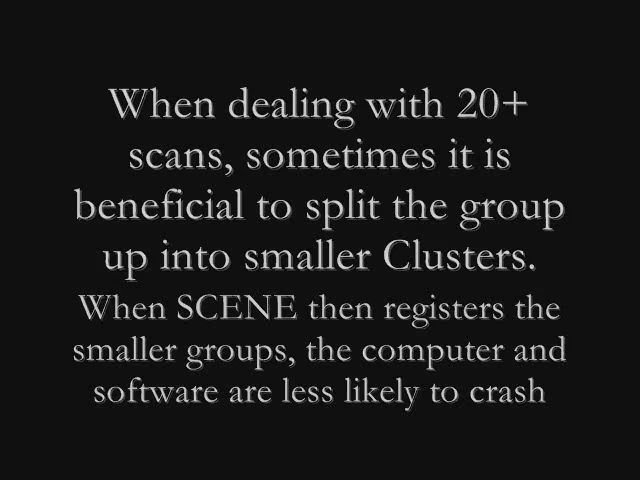 When dealing with 20+
scans, sometimes it is
beneficial to split the group
up into smaller Clusters.
When SCENE then registers the
smaller groups, the computer and
software are less likely to crash